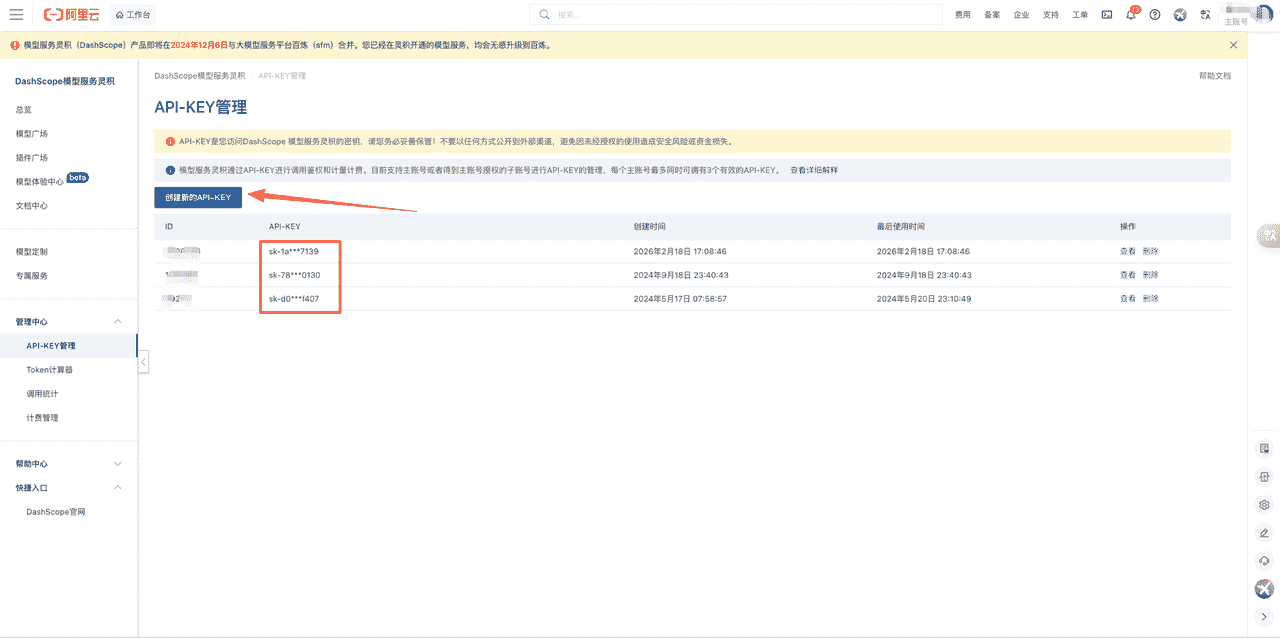 阿里云
工作台
搜索...
费用 备案 企业 支持 工单 13
主账号
模型服务灵积（DashScope）产品即将在2024年12月6日与大模型服务平台百炼（sfm）合并。您已经在灵积开通的模型服务，均会无感升级到百炼。
DashScope模型服务灵积
总览
模型广场
插件广场
模型体验中心 beta
文档中心
模型定制
专属服务
管理中心
API-KEY管理
Token计算器
调用统计
计费管理
帮助中心
快捷入口
DashScope官网
DashScope模型服务灵积 / API-KEY管理
帮助文档
API-KEY管理
API-KEY是您访问DashScope 模型服务灵积的密钥，请您务必妥善保管！不要以任何方式公开到外部渠道，避免因未经授权的使用造成安全风险或资金损失。
模型服务灵积通过API-KEY进行调用鉴权和计量计费。目前支持主账号或者得到主账号授权的子账号进行API-KEY的管理，每个主账号最多同时可拥有3个有效的API-KEY。 查看详细解释
创建新的API-KEY
ID API-KEY 创建时间 最后使用时间 操作
sk-1a***7139 2026年2月18日 17:08:46 2026年2月18日 17:08:46 查看 删除
sk-78***0130 2024年9月18日 23:40:43 2024年9月18日 23:40:43 查看 删除
sk-d0***f407 2024年5月17日 07:58:57 2024年5月20日 23:10:49 查看 删除